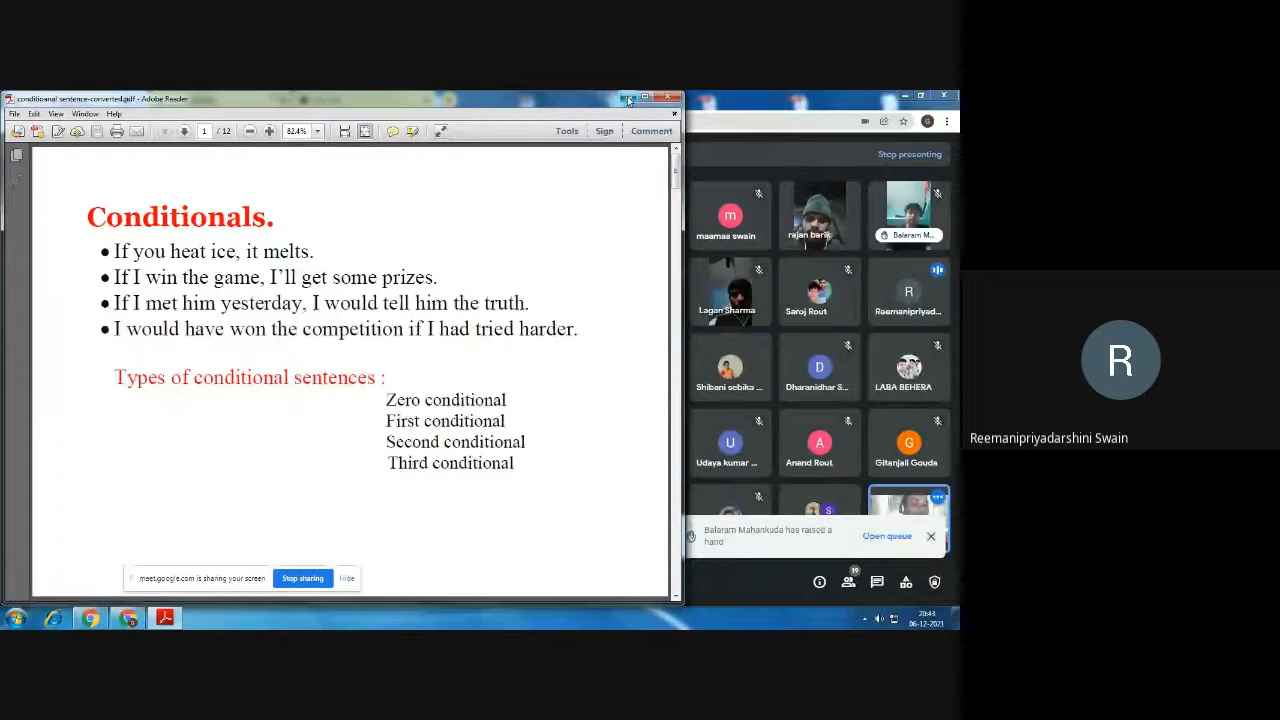 conditioanal sentence-converted.pdf - Adobe Reader
File Edit View Window Help
1 / 12 82.4% Tools Sign Comment
Conditionals.
● If you heat ice, it melts.
● If I win the game, I'll get some prizes.
● If I met him yesterday, I would tell him the truth.
● I would have won the competition if I had tried harder.
Types of conditional sentences :
Zero conditional
First conditional
Second conditional
Third conditional
meet.google.com is sharing your screen Stop sharing Hide
G
Stop presenting
m
maamaa swain
rajan barik
Balaram M...
Lagan Sharma
Saroj Rout
R
Reemanipriyad...
Shibani sebika ...
D
Dharanidhar S...
LABA BEHERA
U
Udaya kumar ...
A
Anand Rout
G
Gitanjali Gouda
S
Balaram Mahankuda has raised a
hand
Open queue
19
20:43
06-12-2021
R
Reemanipriyadarshini Swain